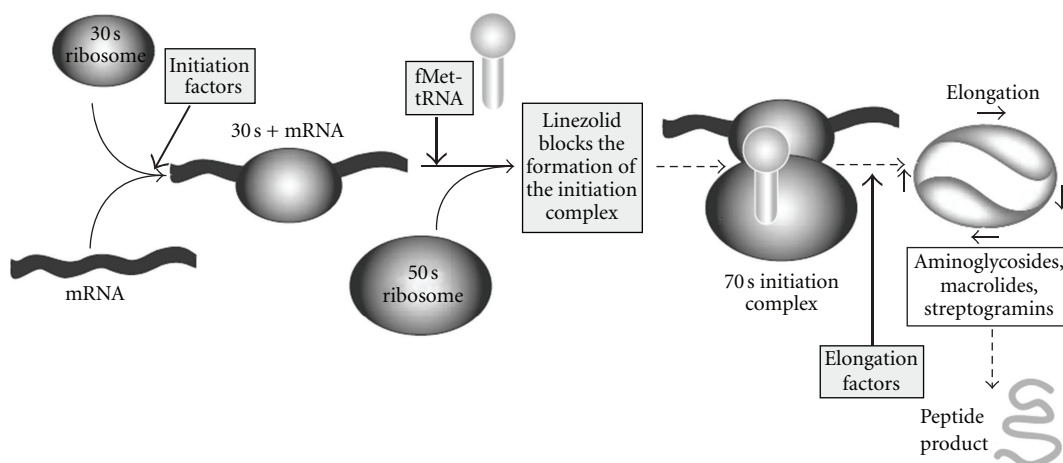 30 s
ribosome
Initiation
factors
mRNA
30 s + mRNA
fMet-
tRNA
50 s
ribosome
Linezolid
blocks the
formation of
the initiation
complex
70 s initiation
complex
Elongation
factors
Elongation
Aminoglycosides,
macrolides,
streptogramins
Peptide
product